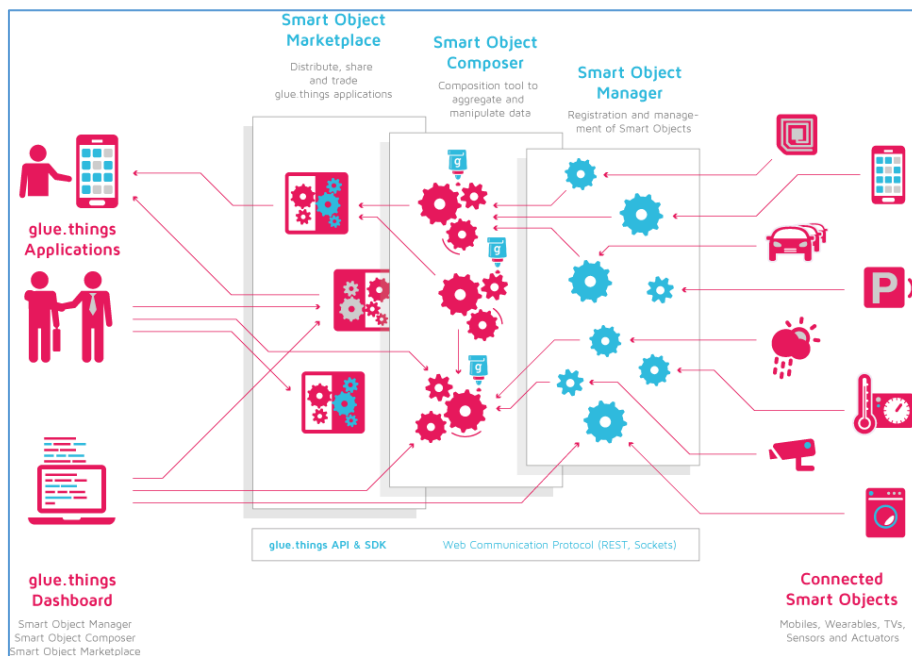 Smart Object
Marketplace
Distribute, share
and trade
glue.things applications
Smart Object
Composer
Composition tool to
aggregate and
manipulate data
Smart Object
Manager
Registration and manage-
ment of Smart Objects
g
g
g
P
glue.things
Applications
glue.things API & SDK
Web Communication Protocol (REST, Sockets)
glue.things
Dashboard
Smart Object Manager
Smart Object Composer
Smart Object Marketplace
Connected
Smart Objects
Mobiles, Wearables, TVs,
Sensors and Actuators